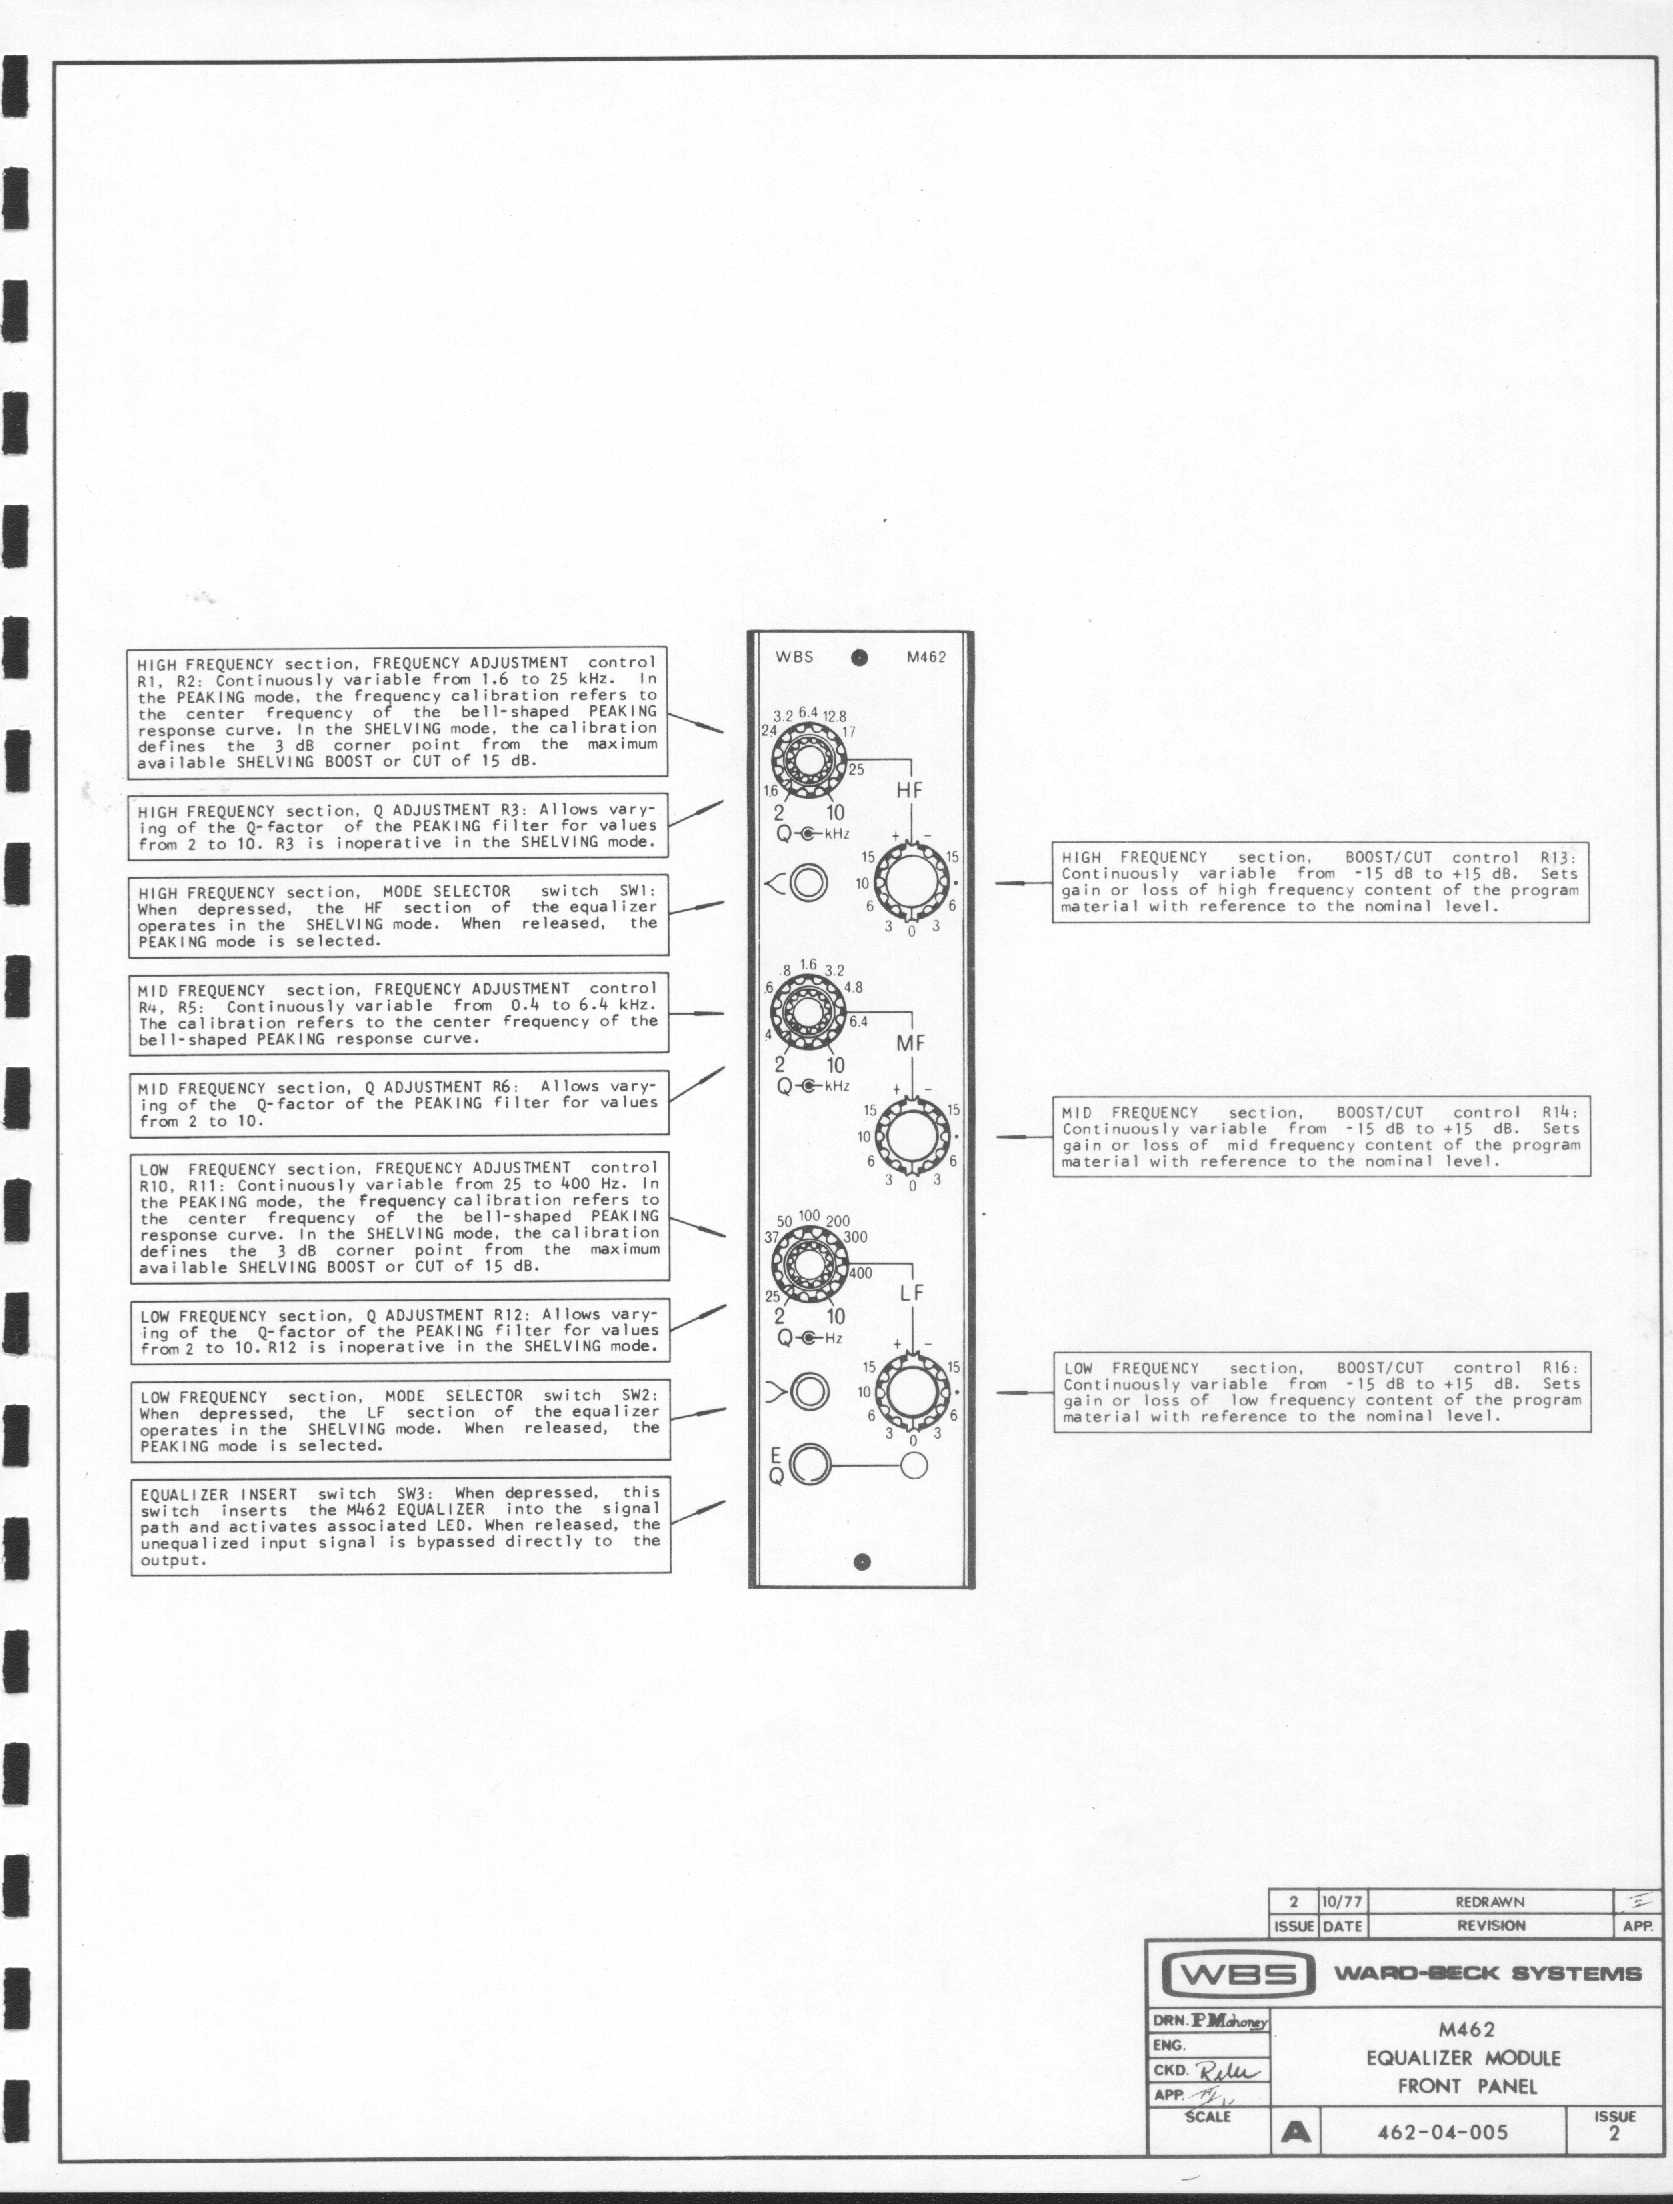 HIGH FREQUENCY section, FREQUENCY ADJUSTMENT control
R1, R2: Continuously variable from 1.6 to 25 kHz. In
the PEAKING mode, the frequency calibration refers to
the center frequency of the bell-shaped PEAKING
response curve. In the SHELVING mode, the calibration
defines the 3 dB corner point from the maximum
available SHELVING BOOST or CUT of 15 dB.
HIGH FREQUENCY section, Q ADJUSTMENT R3: Allows vary-
ing of the Q-factor of the PEAKING filter for values
from 2 to 10. R3 is inoperative in the SHELVING mode.
HIGH FREQUENCY section, MODE SELECTOR switch SW1:
When depressed, the HF section of the equalizer
operates in the SHELVING mode. When released, the
PEAKING mode is selected.
MID FREQUENCY section, FREQUENCY ADJUSTMENT control
R4, R5: Continuously variable from 0.4 to 6.4 kHz.
The calibration refers to the center frequency of the
bell-shaped PEAKING response curve.
MID FREQUENCY section, Q ADJUSTMENT R6: Allows vary-
ing of the Q-factor of the PEAKING filter for values
from 2 to 10.
LOW FREQUENCY section, FREQUENCY ADJUSTMENT control
R10, R11: Continuously variable from 25 to 400 Hz. In
the PEAKING mode, the frequency calibration refers to
the center frequency of the bell-shaped PEAKING
response curve. In the SHELVING mode, the calibration
defines the 3 dB corner point from the maximum
available SHELVING BOOST or CUT of 15 dB.
LOW FREQUENCY section, Q ADJUSTMENT R12: Allows vary-
ing of the Q-factor of the PEAKING filter for values
from 2 to 10. R12 is inoperative in the SHELVING mode.
LOW FREQUENCY section, MODE SELECTOR switch SW2:
When depressed, the LF section of the equalizer
operates in the SHELVING mode. When released, the
PEAKING mode is selected.
EQUALIZER INSERT switch SW3: When depressed, this
switch inserts the M462 EQUALIZER into the signal
path and activates associated LED. When released, the
unequalized input signal is bypassed directly to the
output.
WBS M462
3.2 6.4 12.8
2.4 17
25
1.6 HF
2 10
Q kHz + -
15 15
10 •
6 6
3 0 3
.8 1.6 3.2
.6 4.8
6.4
.4 MF
2 10
Q kHz + -
15 15
10 •
6 6
3 0 3
50 100 200
37 300
400
25 LF
2 10
Q Hz + -
15 15
10 •
6 6
3 0 3
E
Q
HIGH FREQUENCY section, BOOST/CUT control R13:
Continuously variable from -15 dB to +15 dB. Sets
gain or loss of high frequency content of the program
material with reference to the nominal level.
MID FREQUENCY section, BOOST/CUT control R14:
Continuously variable from -15 dB to +15 dB. Sets
gain or loss of mid frequency content of the program
material with reference to the nominal level.
LOW FREQUENCY section, BOOST/CUT control R16:
Continuously variable from -15 dB to +15 dB. Sets
gain or loss of low frequency content of the program
material with reference to the nominal level.
2 10/77 REDRAWN
ISSUE DATE REVISION APP.
WBS WARD-BECK SYSTEMS
DRN. P Mahoney
ENG.
CKD.
APP.
SCALE
M462
EQUALIZER MODULE
FRONT PANEL
A 462-04-005
ISSUE
2